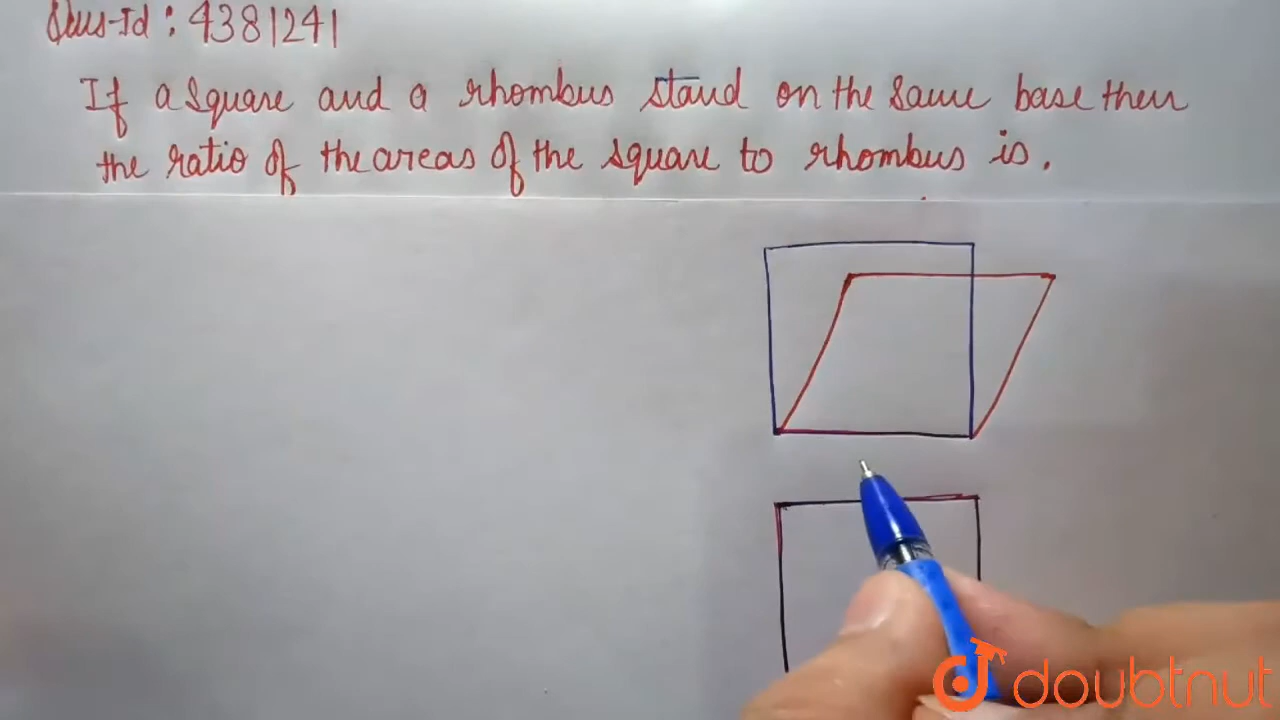 Qus-Id : 4381241
If a square and a rhombus stand on the same base then
the ratio of the areas of the square to rhombus is.
doubtnut